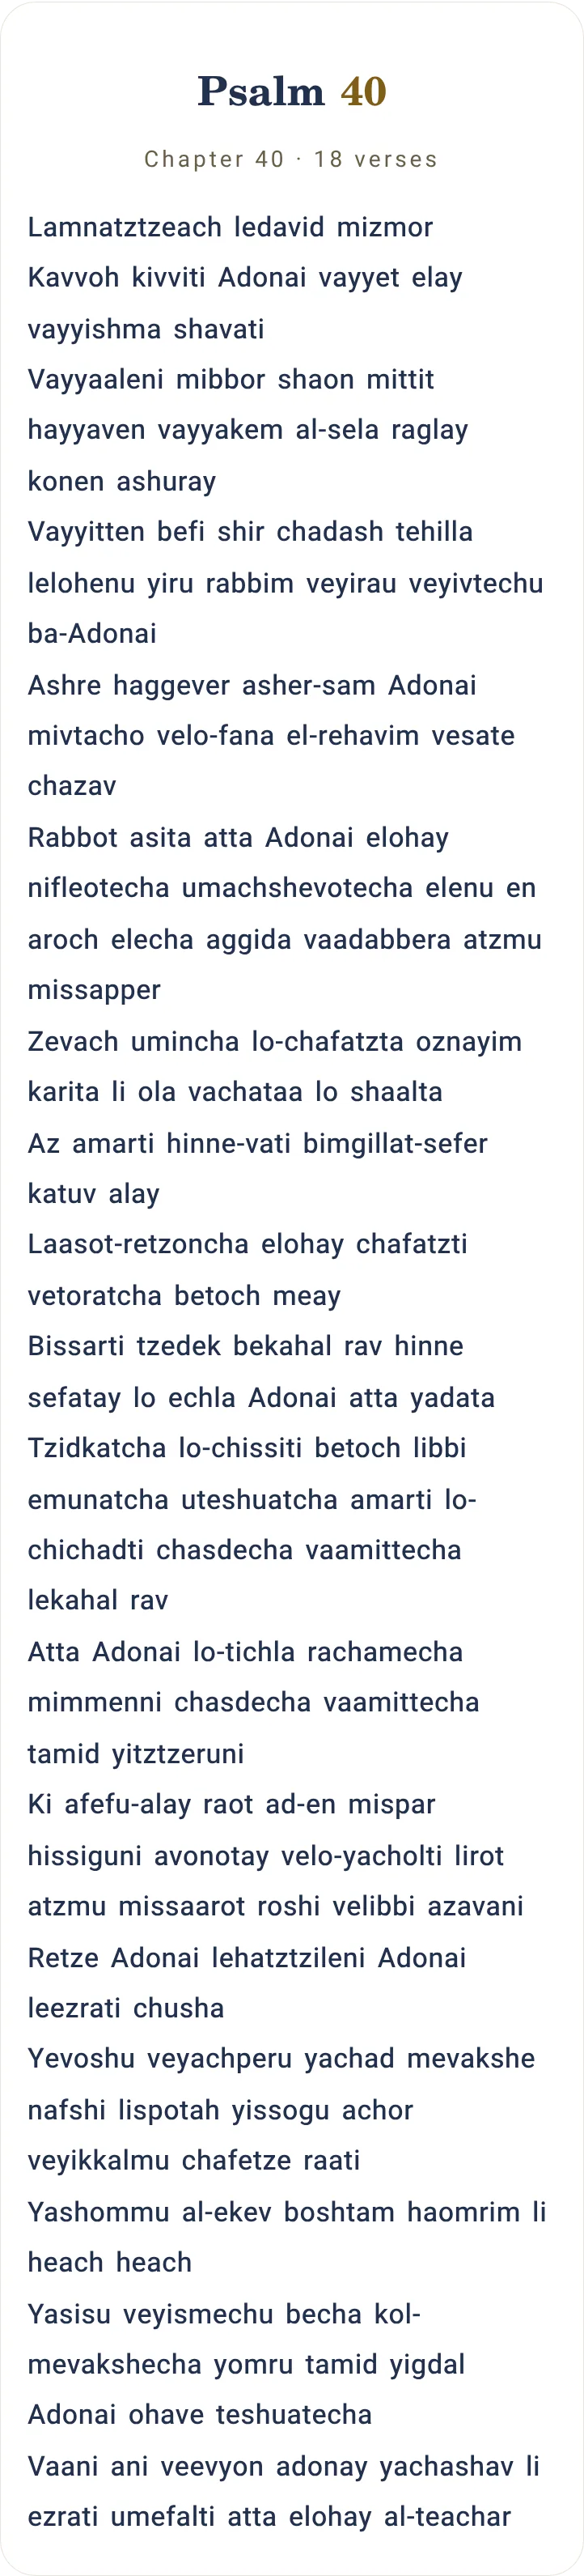 Psalm 40
Chapter 40 · 18 verses
Lamnatztzeach ledavid mizmor
Kavvoh kivviti Adonai vayyet elay
vayyishma shavati
Vayyaaleni mibbor shaon mittit
hayyaven vayyakem al-sela raglay
konen ashuray
Vayyitten befi shir chadash tehilla
lelohenu yiru rabbim veyirau veyivtechu
ba-Adonai
Ashre haggever asher-sam Adonai
mivtacho velo-fana el-rehavim vesate
chazav
Rabbot asita atta Adonai elohay
nifleotecha umachshevotecha elenu en
aroch elecha aggida vaadabbera atzmu
missapper
Zevach umincha lo-chafatzta oznayim
karita li ola vachataa lo shaalta
Az amarti hinne-vati bimgillat-sefer
katuv alay
Laasot-retzoncha elohay chafatzti
vetoratcha betoch meay
Bissarti tzedek bekahal rav hinne
sefatay lo echla Adonai atta yadata
Tzidkatcha lo-chissiti betoch libbi
emunatcha uteshuatcha amarti lo-
chichadti chasdecha vaamittecha
lekahal rav
Atta Adonai lo-tichla rachamecha
mimmenni chasdecha vaamittecha
tamid yitztzeruni
Ki afefu-alay raot ad-en mispar
hissiguni avonotay velo-yacholti lirot
atzmu missaarot roshi velibbi azavani
Retze Adonai lehatztzileni Adonai
leezrati chusha
Yevoshu veyachperu yachad mevakshe
nafshi lispotah yissogu achor
veyikkalmu chafetze raati
Yashommu al-ekev boshtam haomrim li
heach heach
Yasisu veyismechu becha kol-
mevakshecha yomru tamid yigdal
Adonai ohave teshuatecha
Vaani ani veevyon adonay yachashav li
ezrati umefalti atta elohay al-teachar